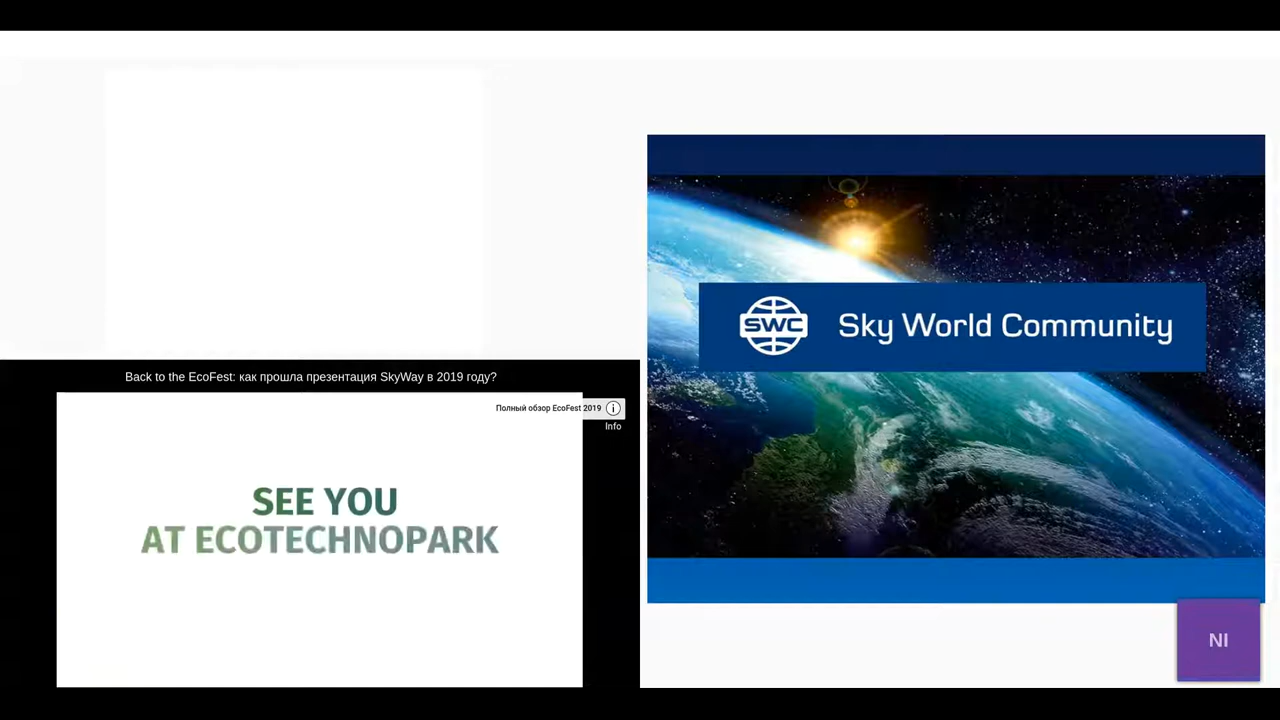 Back to the EcoFest: как прошла презентация SkyWay в 2019 году?
Полный обзор EcoFest 2019
Info
SEE YOU
AT ECOTECHNOPARK
SWC
Sky World Community
NI